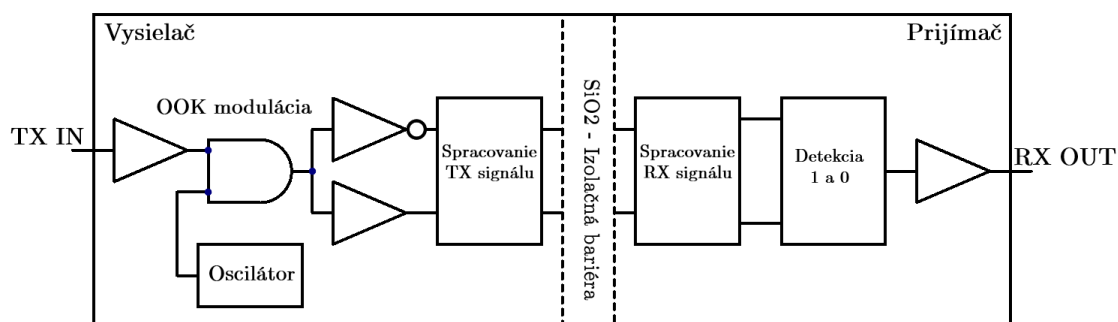 Vysielač
Prijímač
OOK modulácia
TX IN
Spracovanie
TX signálu
SiO2 - Izolačná bariéra
Spracovanie
RX signálu
Detekcia
1 a 0
RX OUT
Oscilátor